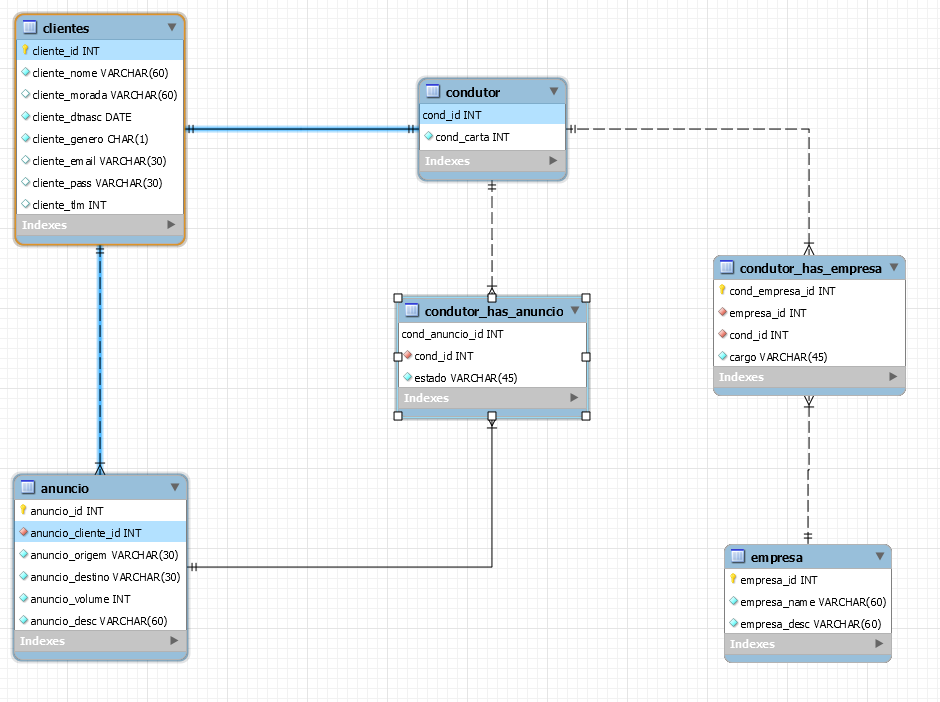 clientes
cliente_id INT
cliente_nome VARCHAR(60)
cliente_morada VARCHAR(60)
cliente_dtnasc DATE
cliente_genero CHAR(1)
cliente_email VARCHAR(30)
cliente_pass VARCHAR(30)
cliente_tlm INT
Indexes
condutor
cond_id INT
cond_carta INT
Indexes
condutor_has_empresa
cond_empresa_id INT
empresa_id INT
cond_id INT
cargo VARCHAR(45)
Indexes
condutor_has_anuncio
cond_anuncio_id INT
cond_id INT
estado VARCHAR(45)
Indexes
anuncio
anuncio_id INT
anuncio_cliente_id INT
anuncio_origem VARCHAR(30)
anuncio_destino VARCHAR(30)
anuncio_volume INT
anuncio_desc VARCHAR(60)
Indexes
empresa
empresa_id INT
empresa_name VARCHAR(60)
empresa_desc VARCHAR(60)
Indexes